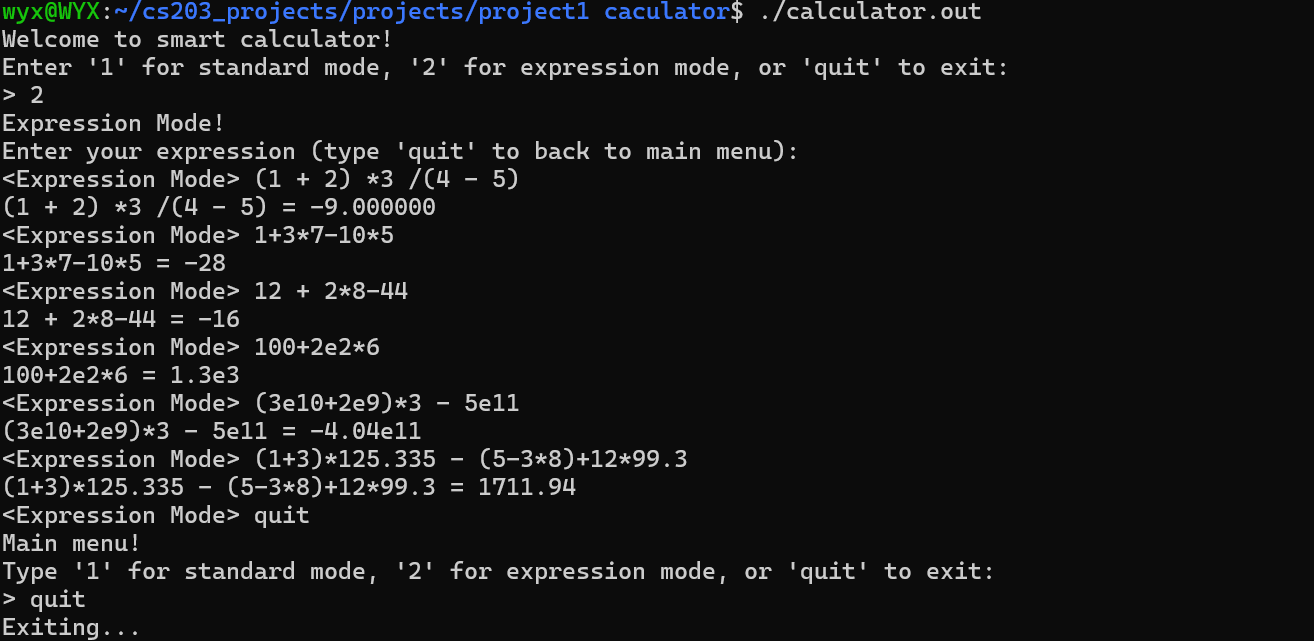 wyx@WYX:~/cs203_projects/projects/project1 caculator$ ./calculator.out
Welcome to smart calculator!
Enter '1' for standard mode, '2' for expression mode, or 'quit' to exit:
> 2
Expression Mode!
Enter your expression (type 'quit' to back to main menu):
<Expression Mode> (1 + 2) *3 /(4 - 5)
(1 + 2) *3 /(4 - 5) = -9.000000
<Expression Mode> 1+3*7-10*5
1+3*7-10*5 = -28
<Expression Mode> 12 + 2*8-44
12 + 2*8-44 = -16
<Expression Mode> 100+2e2*6
100+2e2*6 = 1.3e3
<Expression Mode> (3e10+2e9)*3 - 5e11
(3e10+2e9)*3 - 5e11 = -4.04e11
<Expression Mode> (1+3)*125.335 - (5-3*8)+12*99.3
(1+3)*125.335 - (5-3*8)+12*99.3 = 1711.94
<Expression Mode> quit
Main menu!
Type '1' for standard mode, '2' for expression mode, or 'quit' to exit:
> quit
Exiting...